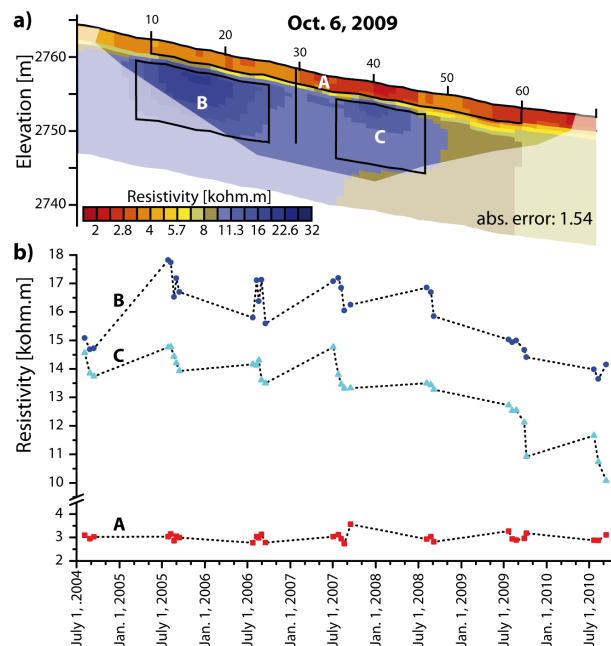 a)
Oct. 6, 2009
10
20
30
40
50
60
2760
2750
2740
Elevation [m]
A
B
C
Resistivity [kohm.m]
2 2.8 4 5.7 8 11.3 16 22.6 32
abs. error: 1.54
b)
18
17
16
15
14
13
12
11
10
4
3
2
Resistivity [kohm.m]
B
C
A
July 1, .2004
Jan. 1, 2005
July 1, 2005
Jan. 1, 2006
July 1, 2006
Jan. 1, 2007
July 1, 2007
Jan. 1, 2008
July 1, 2008
Jan. 1, 2009
July 1, 2009
Jan. 1, 2010
July 1, 2010